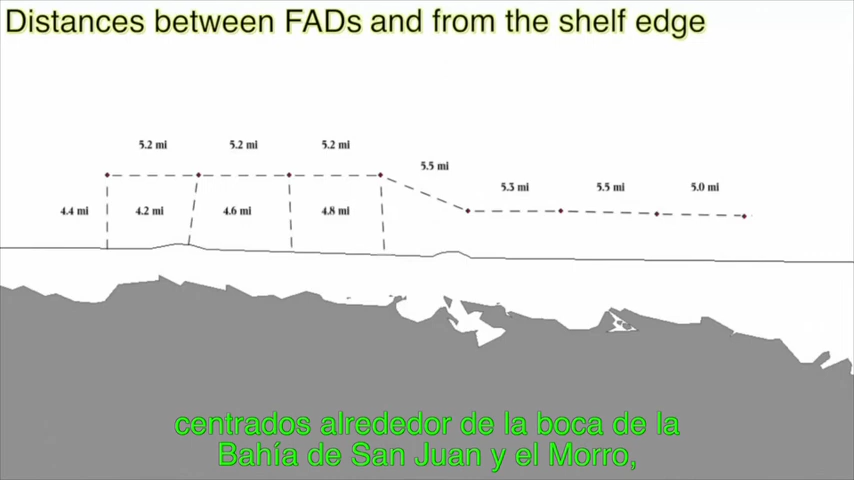 Distances between FADs and from the shelf edge
5.2 mi 5.2 mi 5.2 mi
5.5 mi
5.3 mi 5.5 mi 5.0 mi
4.4 mi 4.2 mi 4.6 mi 4.8 mi
centrados alrededor de la boca de la
Bahía de San Juan y el Morro,